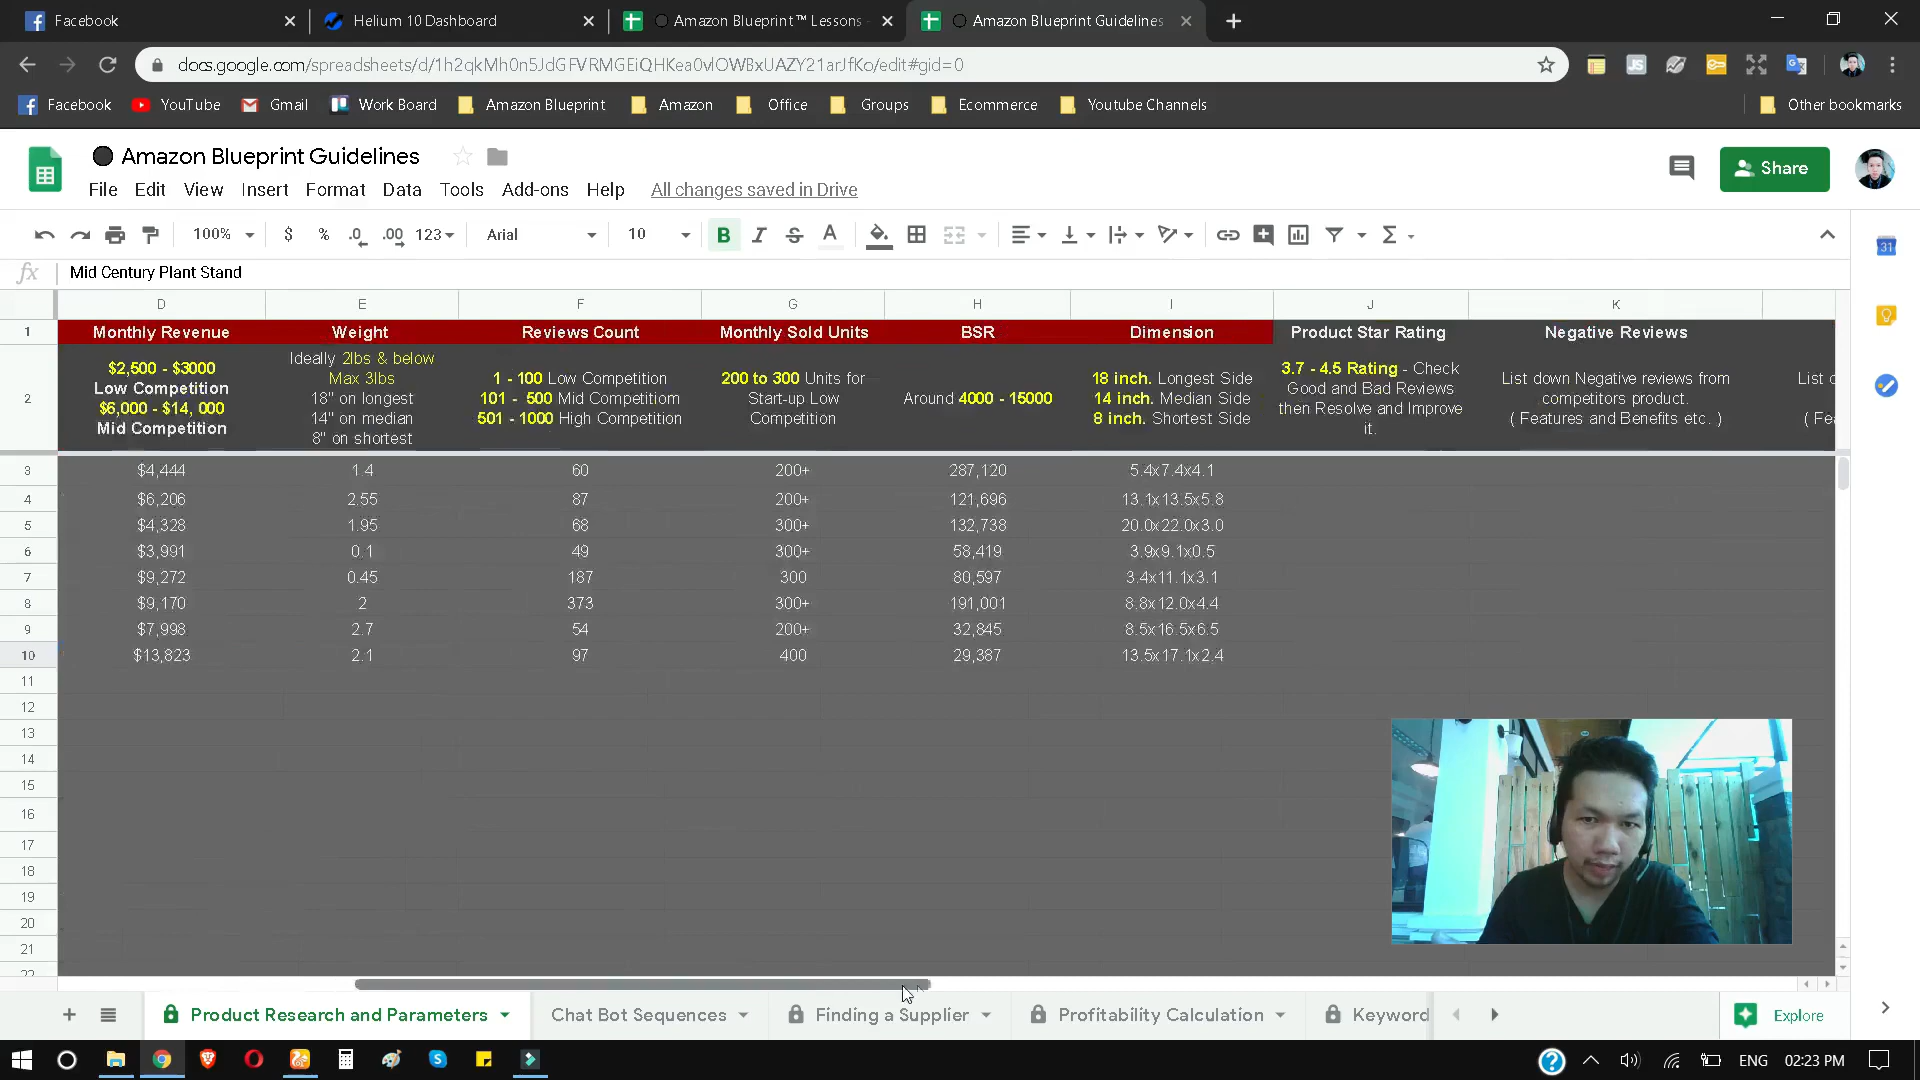 Facebook
Helium 10 Dashboard
Amazon Blueprint™ Lessons -
Amazon Blueprint Guidelines
docs.google.com/spreadsheets/d/1h2qkMh0n5JdGFVRMGEiQHKea0vIOWBxUAZY21arJfKo/edit#gid=0
Facebook YouTube Gmail Work Board Amazon Blueprint Amazon Office Groups Ecommerce Youtube Channels Other bookmarks
Amazon Blueprint Guidelines
Share
File Edit View Insert Format Data Tools Add-ons Help All changes saved in Drive
100% $ % .0 .00 123 Arial 10 B I S A
31
fx Mid Century Plant Stand
D E F G H I J K
1 Monthly Revenue Weight Reviews Count Monthly Sold Units BSR Dimension Product Star Rating Negative Reviews
2
$2,500 - $3000
Low Competition
$6,000 - $14, 000
Mid Competition
Ideally 2lbs & below
Max 3lbs
18" on longest
14" on median
8" on shortest
1 - 100 Low Competition
101 - 500 Mid Competitiom
501 - 1000 High Competition
200 to 300 Units for
Start-up Low
Competition
Around 4000 - 15000
18 inch. Longest Side
14 inch. Median Side
8 inch. Shortest Side
3.7 - 4.5 Rating - Check
Good and Bad Reviews
then Resolve and Improve
it.
List down Negative reviews from
competitors product.
( Features and Benefits etc. )
3 $4,444 1.4 60 200+ 287,120 5.4x7.4x4.1
4 $6,206 2.55 87 200+ 121,696 13.1x13.5x5.8
5 $4,328 1.95 68 300+ 132,738 20.0x22.0x3.0
6 $3,991 0.1 49 300+ 58,419 3.9x9.1x0.5
7 $9,272 0.45 187 300 80,597 3.4x11.1x3.1
8 $9,170 2 373 300+ 191,001 8.8x12.0x4.4
9 $7,998 2.7 54 200+ 32,845 8.5x16.5x6.5
10 $13,823 2.1 97 400 29,387 13.5x17.1x2.4
11
12
13
14
15
16
17
18
19
20
21
22
Product Research and Parameters Chat Bot Sequences Finding a Supplier Profitability Calculation Keyword Explore
ENG 02:23 PM